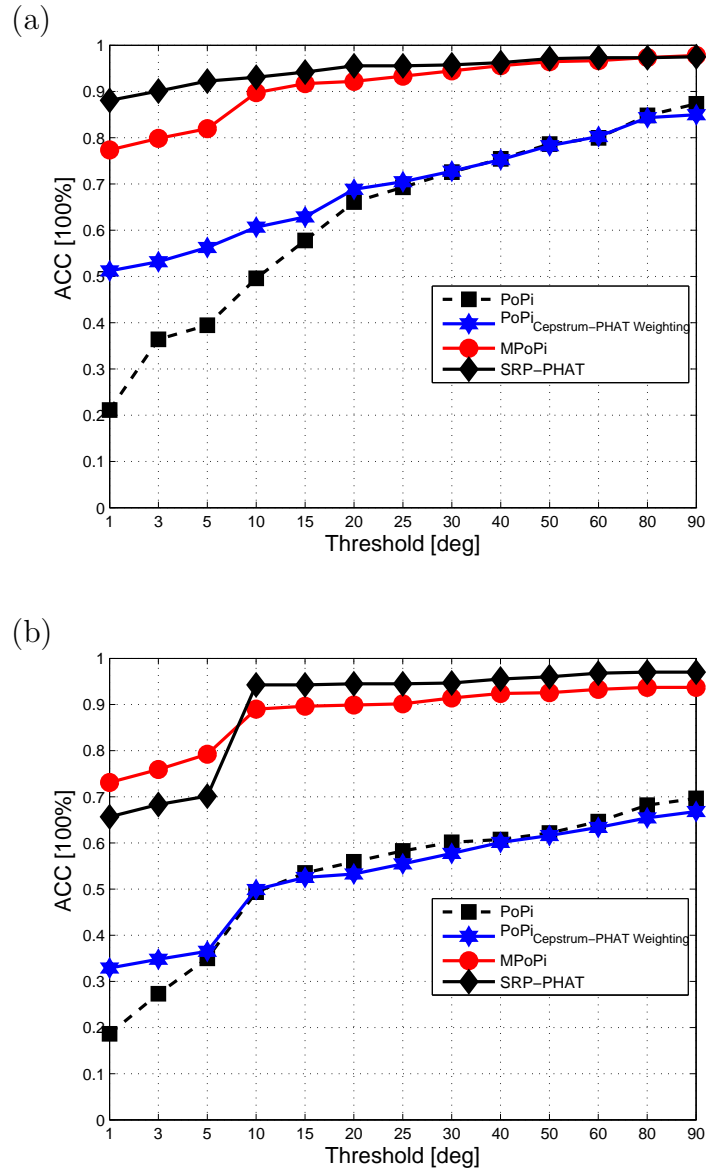 (a)
1
0.9
0.8
0.7
0.6
0.5
0.4
0.3
0.2
0.1
0
ACC [100%]
1 3 5 10 15 20 25 30 40 50 60 80 90
Threshold [deg]
PoPi
PoPi Cepstrum−PHAT Weighting
MPoPi
SRP−PHAT
(b)
1
0.9
0.8
0.7
0.6
0.5
0.4
0.3
0.2
0.1
0
ACC [100%]
1 3 5 10 15 20 25 30 40 50 60 80 90
Threshold [deg]
PoPi
PoPi Cepstrum−PHAT Weighting
MPoPi
SRP−PHAT